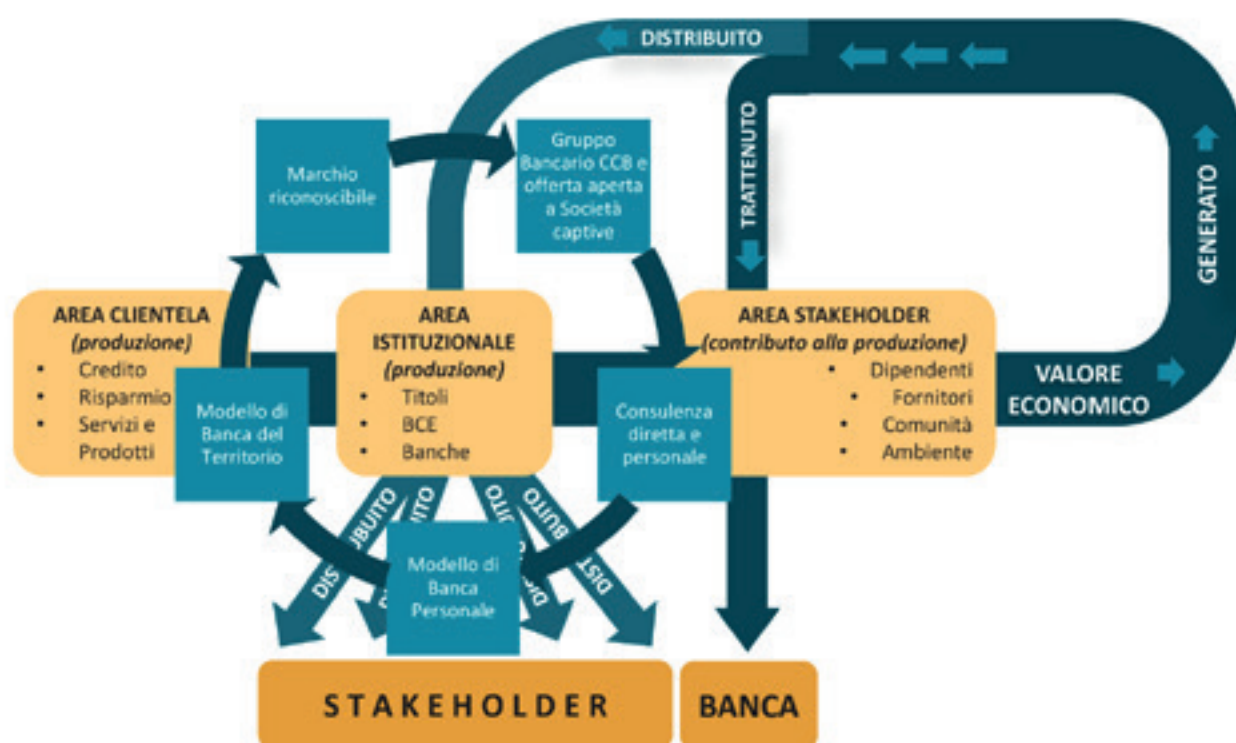 DISTRIBUITO
TRATTENUTO
GENERATO
Marchio
riconoscibile
Gruppo
Bancario CCB e
offerta aperta
a Società
captive
AREA CLIENTELA
(produzione)
• Credito
• Risparmio
• Servizi e
Prodotti
Modello di
Banca del
Territorio
AREA
ISTITUZIONALE
(produzione)
• Titoli
• BCE
• Banche
AREA STAKEHOLDER
(contributo alla produzione)
• Dipendenti
• Fornitori
• Comunità
• Ambiente
Consulenza
diretta e
personale
VALORE
ECONOMICO
Modello di
Banca
Personale
STAKEHOLDER
BANCA